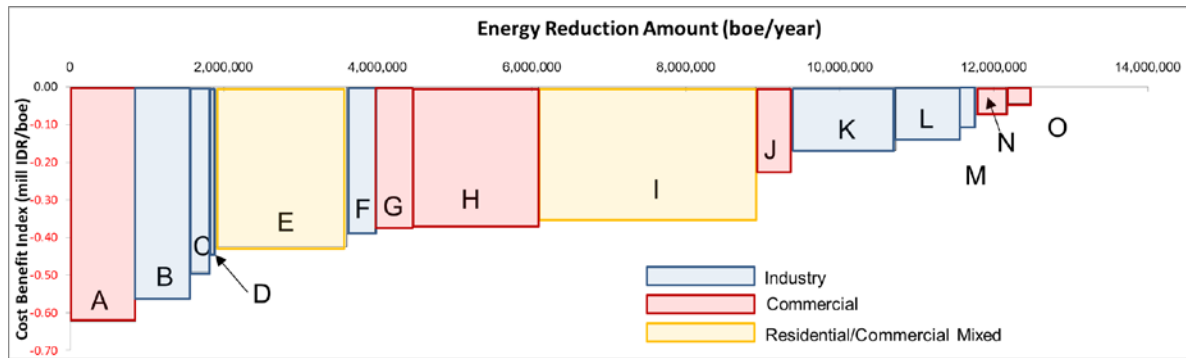 Energy Reduction Amount (boe/year)
0 2,000,000 4,000,000 6,000,000 8,000,000 10,000,000 12,000,000 14,000,000
Cost Benefit Index (mill IDR/boe)
0.00
-0.10
-0.20
-0.30
-0.40
-0.50
-0.60
-0.70
A
B
C
D
E
F
G
H
I
J
K
L
M
N
O
Industry
Commercial
Residential/Commercial Mixed